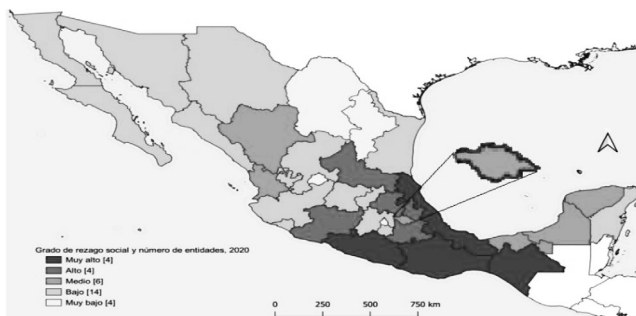 Grado de rezago social y número de entidades, 2020
Muy alto [4]
Alto [4]
Medio [6]
Bajo [14]
Muy bajo [4]
0 250 500 750 km